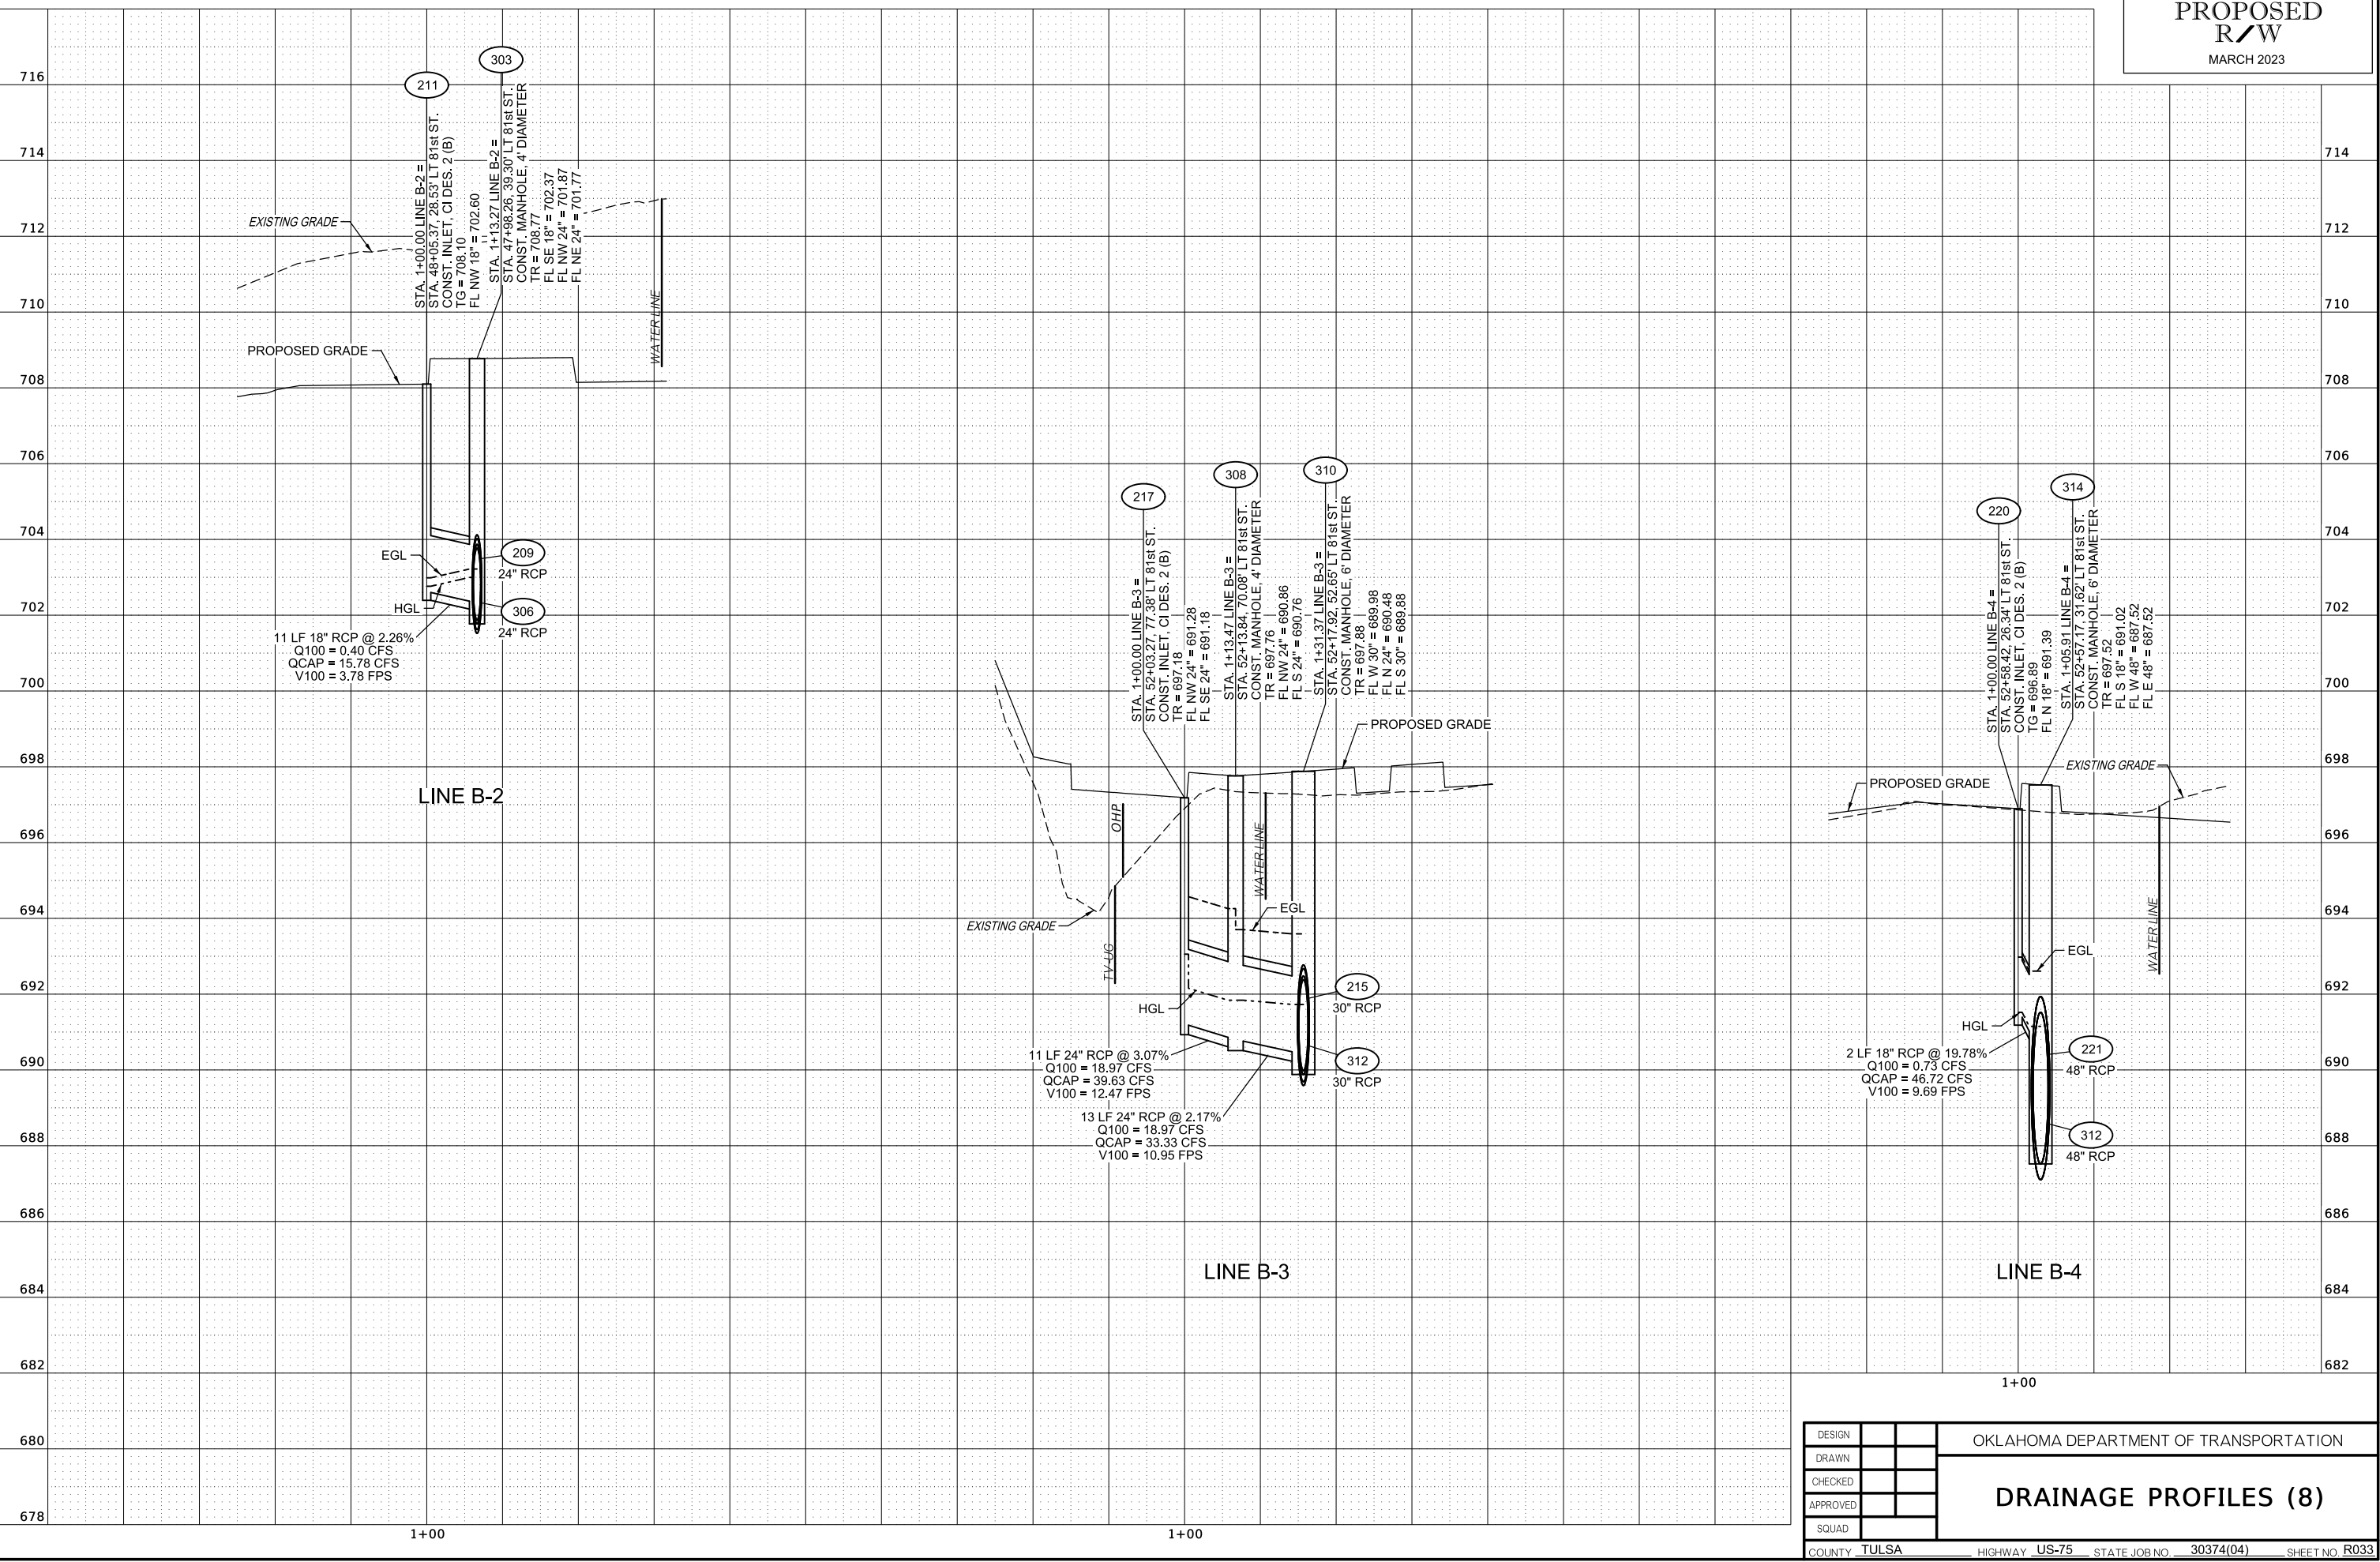 PROPOSED
R/W
MARCH 2023
716
714
712
710
708
706
704
702
700
698
696
694
692
690
688
686
684
682
680
678
211
STA. 1+00.00 LINE B-2 =
STA. 48+05.37, 28.53' LT 81st ST.
CONST. INLET, CI DES. 2 (B)
TG = 708.10
FL NW 18" = 702.60
303
STA. 1+13.27 LINE B-2 =
STA. 47+98.26, 39.30' LT 81st ST.
CONST. MANHOLE, 4' DIAMETER
TR = 708.77
FL SE 18" = 702.37
FL NW 24" = 701.87
FL NE 24" = 701.77
EXISTING GRADE
PROPOSED GRADE
WATER LINE
EGL
HGL
209
24" RCP
306
24" RCP
11 LF 18" RCP @ 2.26%
Q100 = 0.40 CFS
QCAP = 15.78 CFS
V100 = 3.78 FPS
LINE B-2
1+00
217
STA. 1+00.00 LINE B-3 =
STA. 52+03.27, 77.38' LT 81st ST.
CONST. INLET, CI DES. 2 (B)
TR = 697.18
FL NW 24" = 691.28
FL SE 24" = 691.18
308
STA. 1+13.47 LINE B-3 =
STA. 52+13.84, 70.08' LT 81st ST.
CONST. MANHOLE, 4' DIAMETER
TR = 697.76
FL NW 24" = 690.86
FL S 24" = 690.76
310
STA. 1+31.37 LINE B-3 =
STA. 52+17.92, 52.65' LT 81st ST.
CONST. MANHOLE, 6' DIAMETER
TR = 697.88
FL W 30" = 689.98
FL N 24" = 690.48
FL S 30" = 689.88
PROPOSED GRADE
OHP
WATER LINE
EXISTING GRADE
TV-UG
EGL
HGL
215
30" RCP
312
30" RCP
11 LF 24" RCP @ 3.07%
Q100 = 18.97 CFS
QCAP = 39.63 CFS
V100 = 12.47 FPS
13 LF 24" RCP @ 2.17%
Q100 = 18.97 CFS
QCAP = 33.33 CFS
V100 = 10.95 FPS
LINE B-3
1+00
220
STA. 1+00.00 LINE B-4 =
STA. 52+58.42, 26.34' LT 81st ST.
CONST. INLET, CI DES. 2 (B)
TG = 696.89
FL N 18" = 691.39
314
STA. 1+05.91 LINE B-4 =
STA. 52+57.17, 31.62' LT 81st ST.
CONST. MANHOLE, 6' DIAMETER
TR = 697.52
FL S 18" = 691.02
FL W 48" = 687.52
FL E 48" = 687.52
EXISTING GRADE
PROPOSED GRADE
WATER LINE
EGL
HGL
221
48" RCP
312
48" RCP
2 LF 18" RCP @ 19.78%
Q100 = 0.73 CFS
QCAP = 46.72 CFS
V100 = 9.69 FPS
LINE B-4
1+00
714
712
710
708
706
704
702
700
698
696
694
692
690
688
686
684
682
DESIGN
DRAWN
CHECKED
APPROVED
SQUAD
OKLAHOMA DEPARTMENT OF TRANSPORTATION
DRAINAGE PROFILES (8)
COUNTY TULSA HIGHWAY US-75 STATE JOB NO. 30374(04) SHEET NO. R033